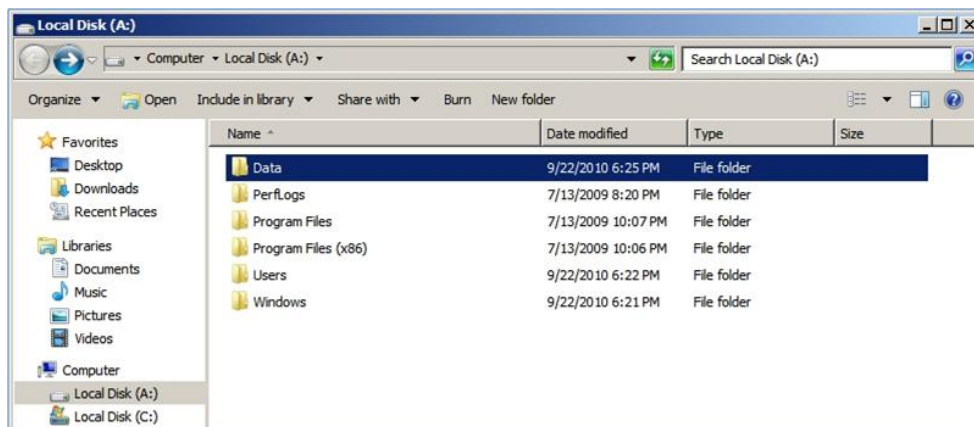 Local Disk (A:)
Computer Local Disk (A:) Search Local Disk (A:)
Organize Open Include in library Share with Burn New folder
Name Date modified Type Size
Favorites
Desktop
Downloads
Recent Places
Libraries
Documents
Music
Pictures
Videos
Computer
Local Disk (A:)
Local Disk (C:)
Data 9/22/2010 6:25 PM File folder
PerfLogs 7/13/2009 8:20 PM File folder
Program Files 7/13/2009 10:07 PM File folder
Program Files (x86) 7/13/2009 10:06 PM File folder
Users 9/22/2010 6:22 PM File folder
Windows 9/22/2010 6:21 PM File folder